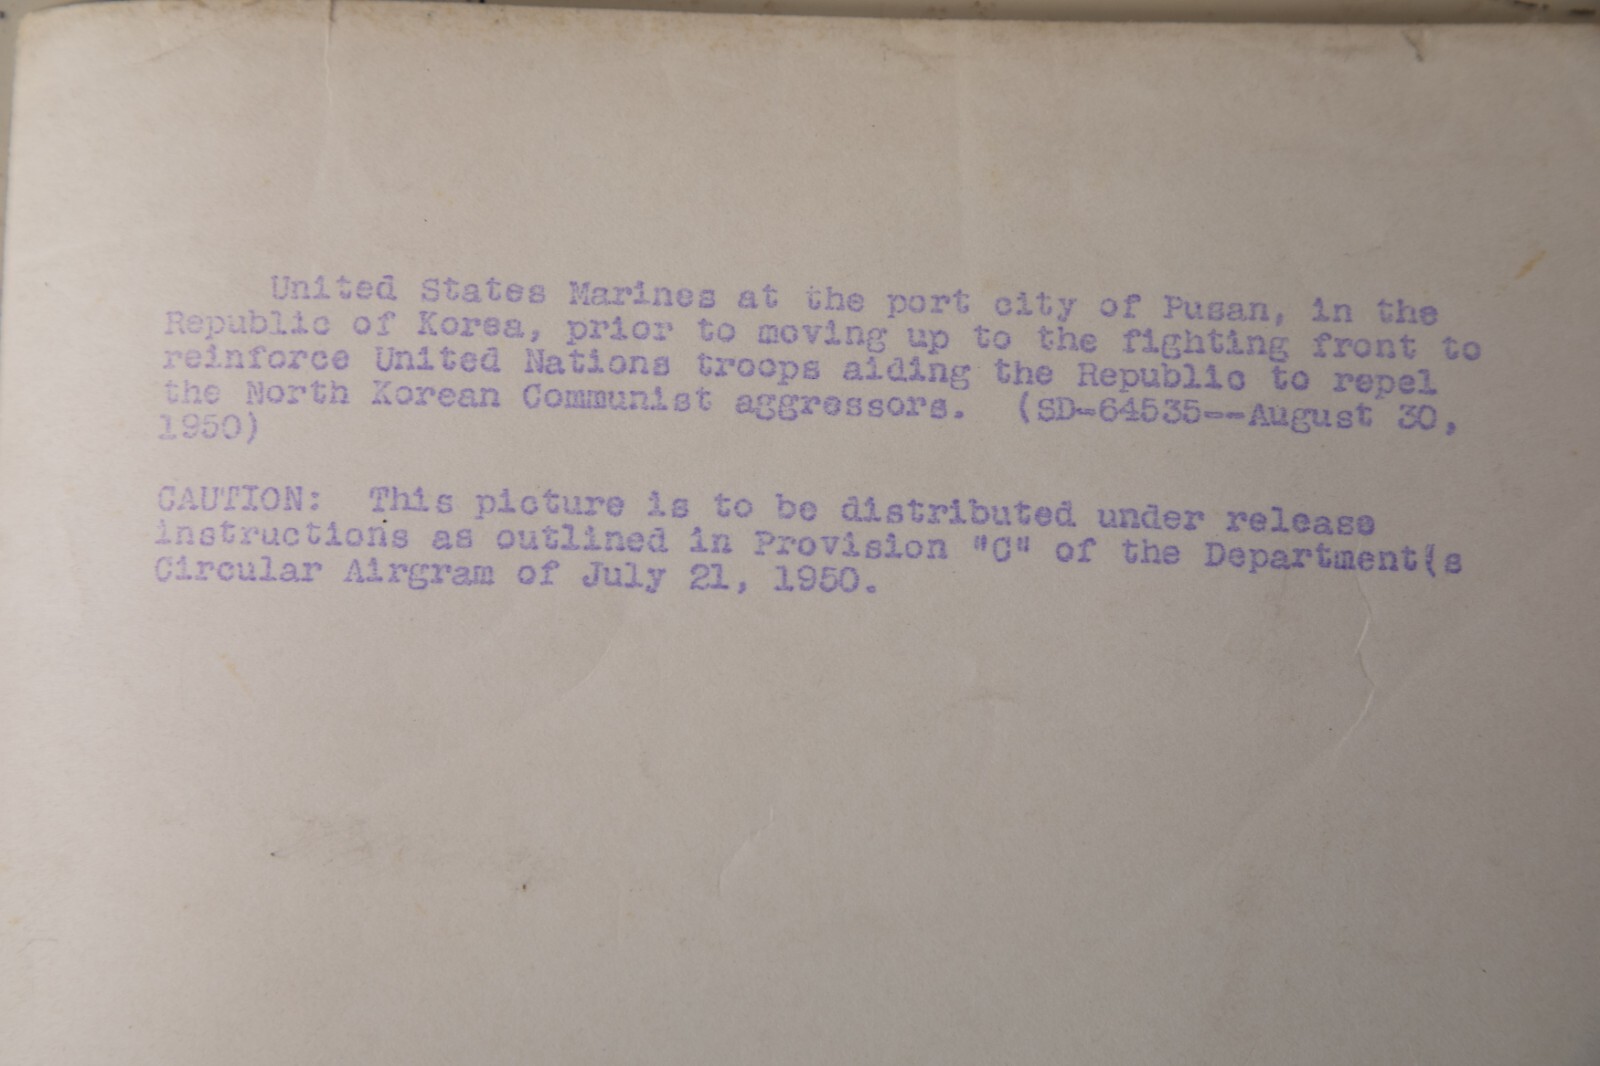 United States Marines at the port city of Pusan, in the
Republic of Korea, prior to moving up to the fighting front to
reinforce United Nations troops aiding the Republic to repel
the North Korean Communist aggressors. (SD-64535--August 30,
1950)
CAUTION: This picture is to be distributed under release
instructions as outlined in Provision "C" of the Department(s
Circular Airgram of July 21, 1950.